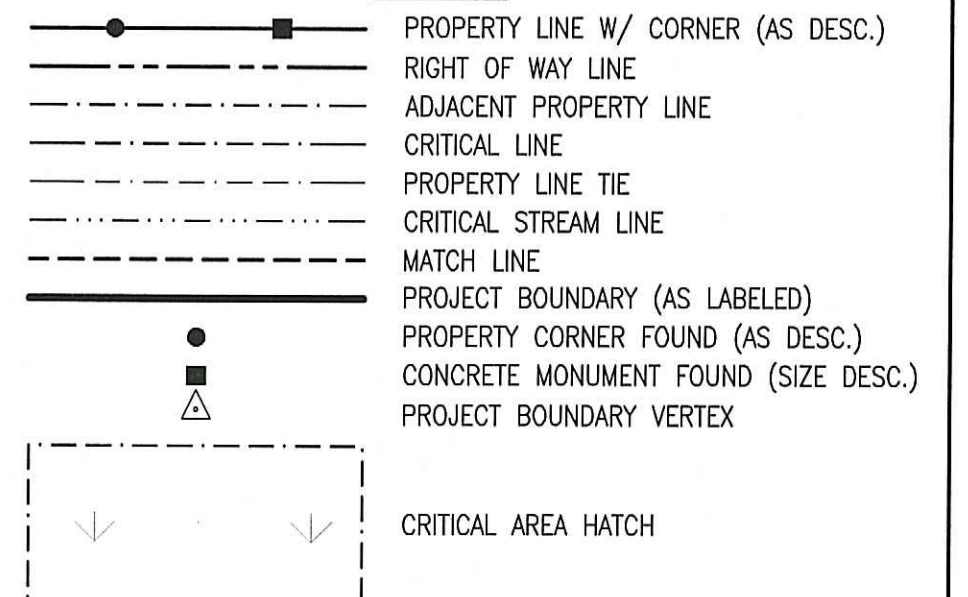 PROPERTY LINE W/ CORNER (AS DESC.)
RIGHT OF WAY LINE
ADJACENT PROPERTY LINE
CRITICAL LINE
PROPERTY LINE TIE
CRITICAL STREAM LINE
MATCH LINE
PROJECT BOUNDARY (AS LABELED)
PROPERTY CORNER FOUND (AS DESC.)
CONCRETE MONUMENT FOUND (SIZE DESC.)
PROJECT BOUNDARY VERTEX
CRITICAL AREA HATCH